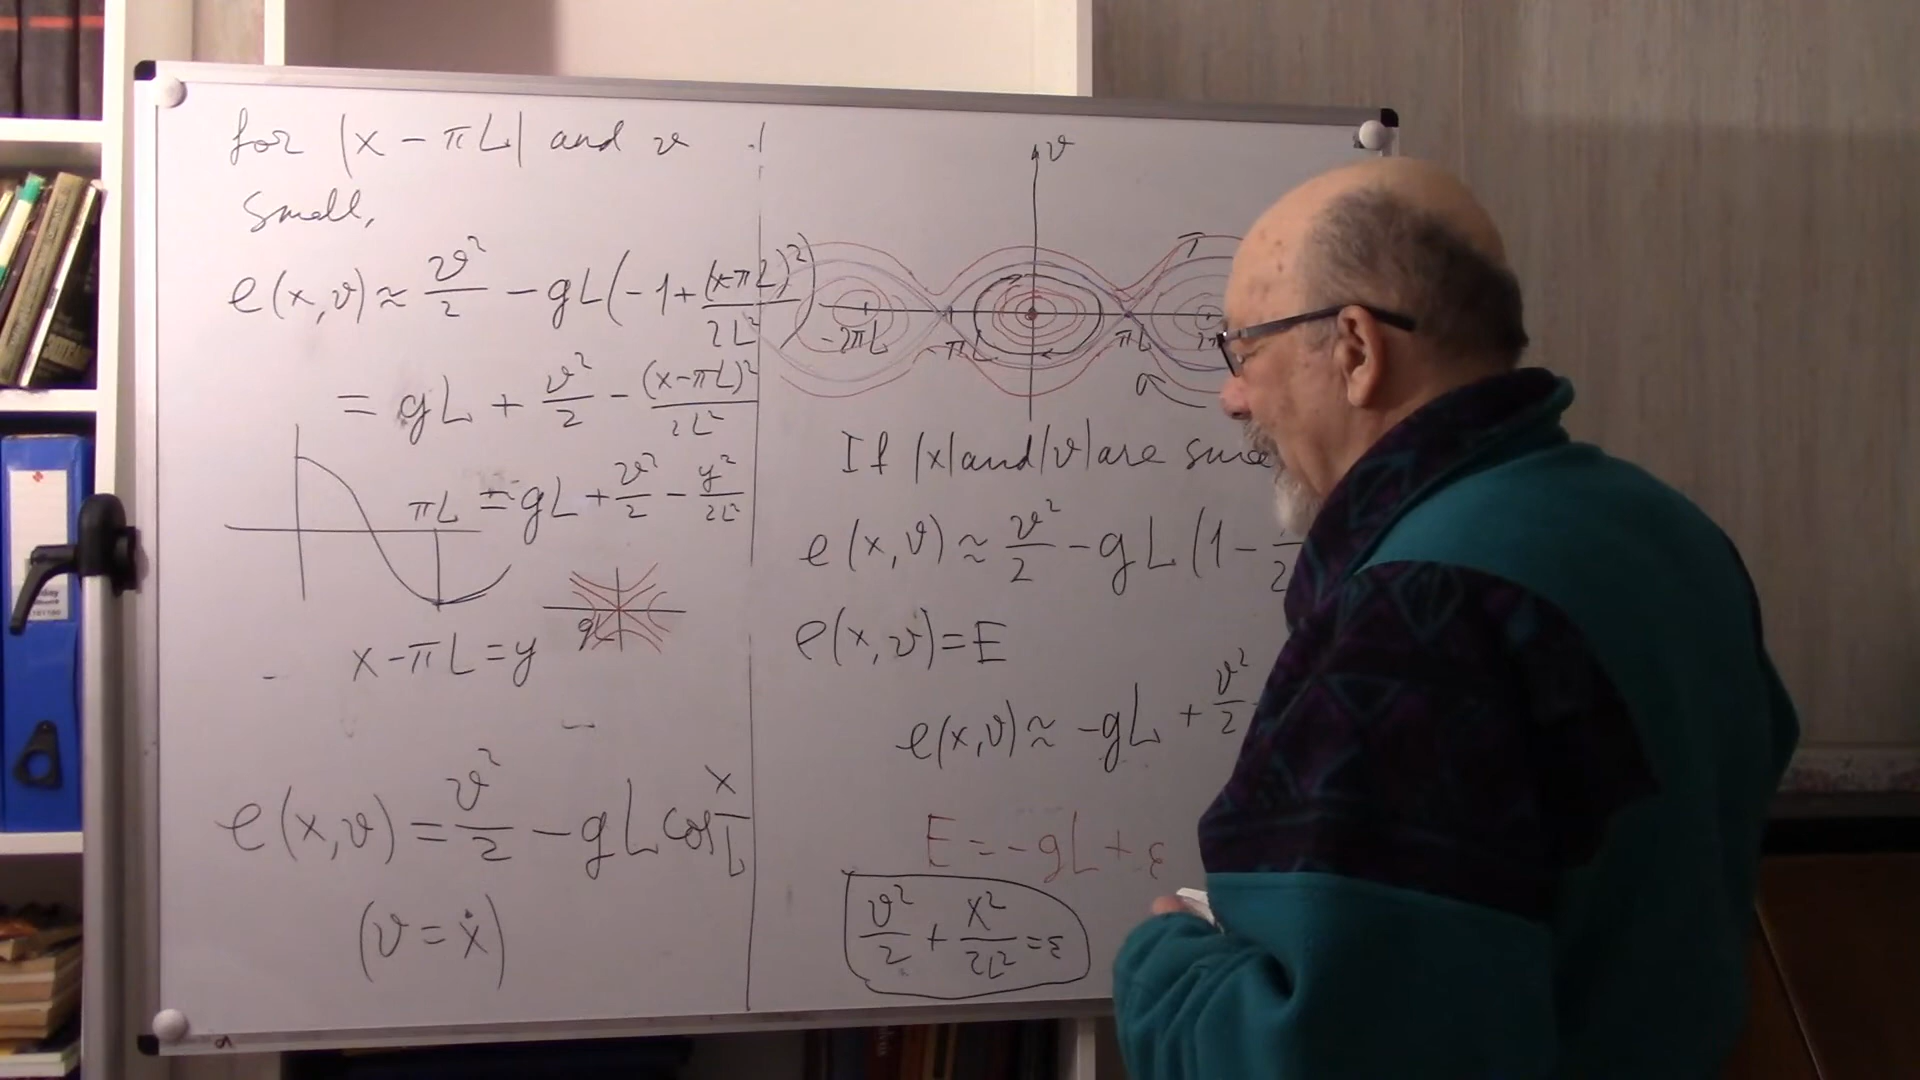 for |x - πL| and v
small,
e(x,v) ≈ v²/2 - gL(-1 + (x-πL)²/2L²)
= gL + v²/2 - (x-πL)²/2L²
πL
= gL + v²/2 - y²/2L²
gL
x - πL = y
e(x,v) = v²/2 - gL cos x/L
(v = ẋ)
v
-2πL
-πL
πL
If |x| and |v| are
e(x,v) ≈ v²/2 - gL(1 -
e(x,v) = E
e(x,v) ≈ -gL + v²/2
E = -gL + ε
v²/2 + x²/2L² = ε